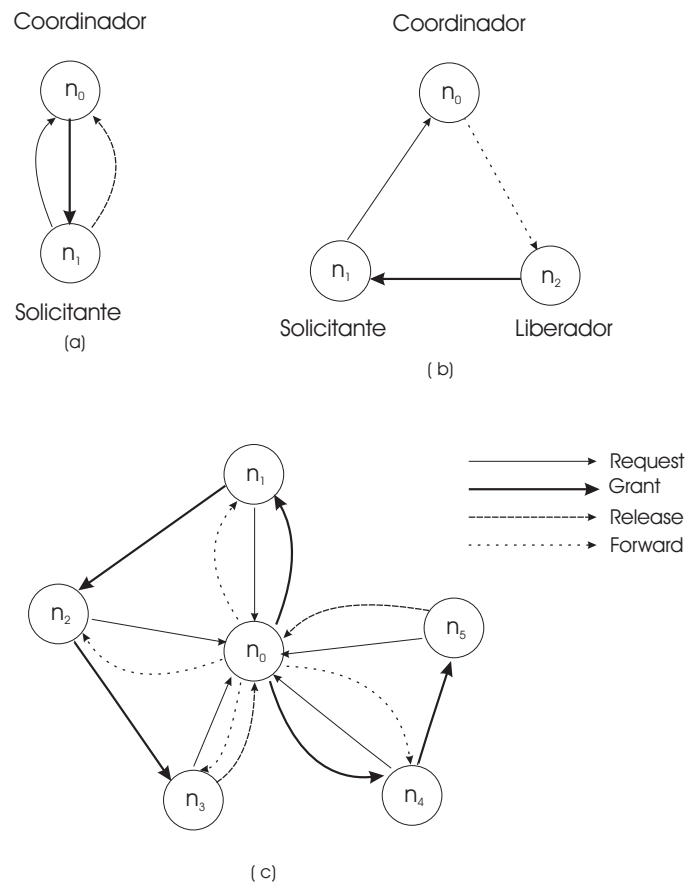 Coordinador
n₀
n₁
Solicitante
(a)
Coordinador
n₀
n₁
n₂
Solicitante
Liberador
( b)
n₁
n₂
n₀
n₅
n₃
n₄
Request
Grant
Release
Forward
( c)